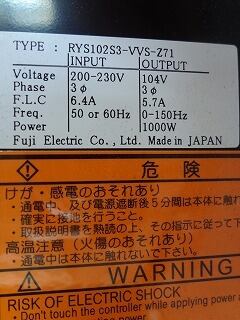 TYPE : RYS102S3-VVS-Z71
INPUT OUTPUT
Voltage 200-230V 104V
Phase 3ø 3ø
F.L.C 6.4A 5.7A
Freq. 50 or 60Hz 0-150Hz
Power 1000W
Fuji Electric Co., Ltd. Made in JAPAN
危険
けが・感電のおそれあり
・通電中、及び電源遮断後5分間は本体に触れ
・確実に接地を行うこと。
・取扱説明書を熟読の上、その指示に従って下
高温注意(火傷のおそれあり)
・通電中は本体に触れないで下さい。
WARNING
RISK OF ELECTRIC SHOCK
・Don't touch the controller while applying power a